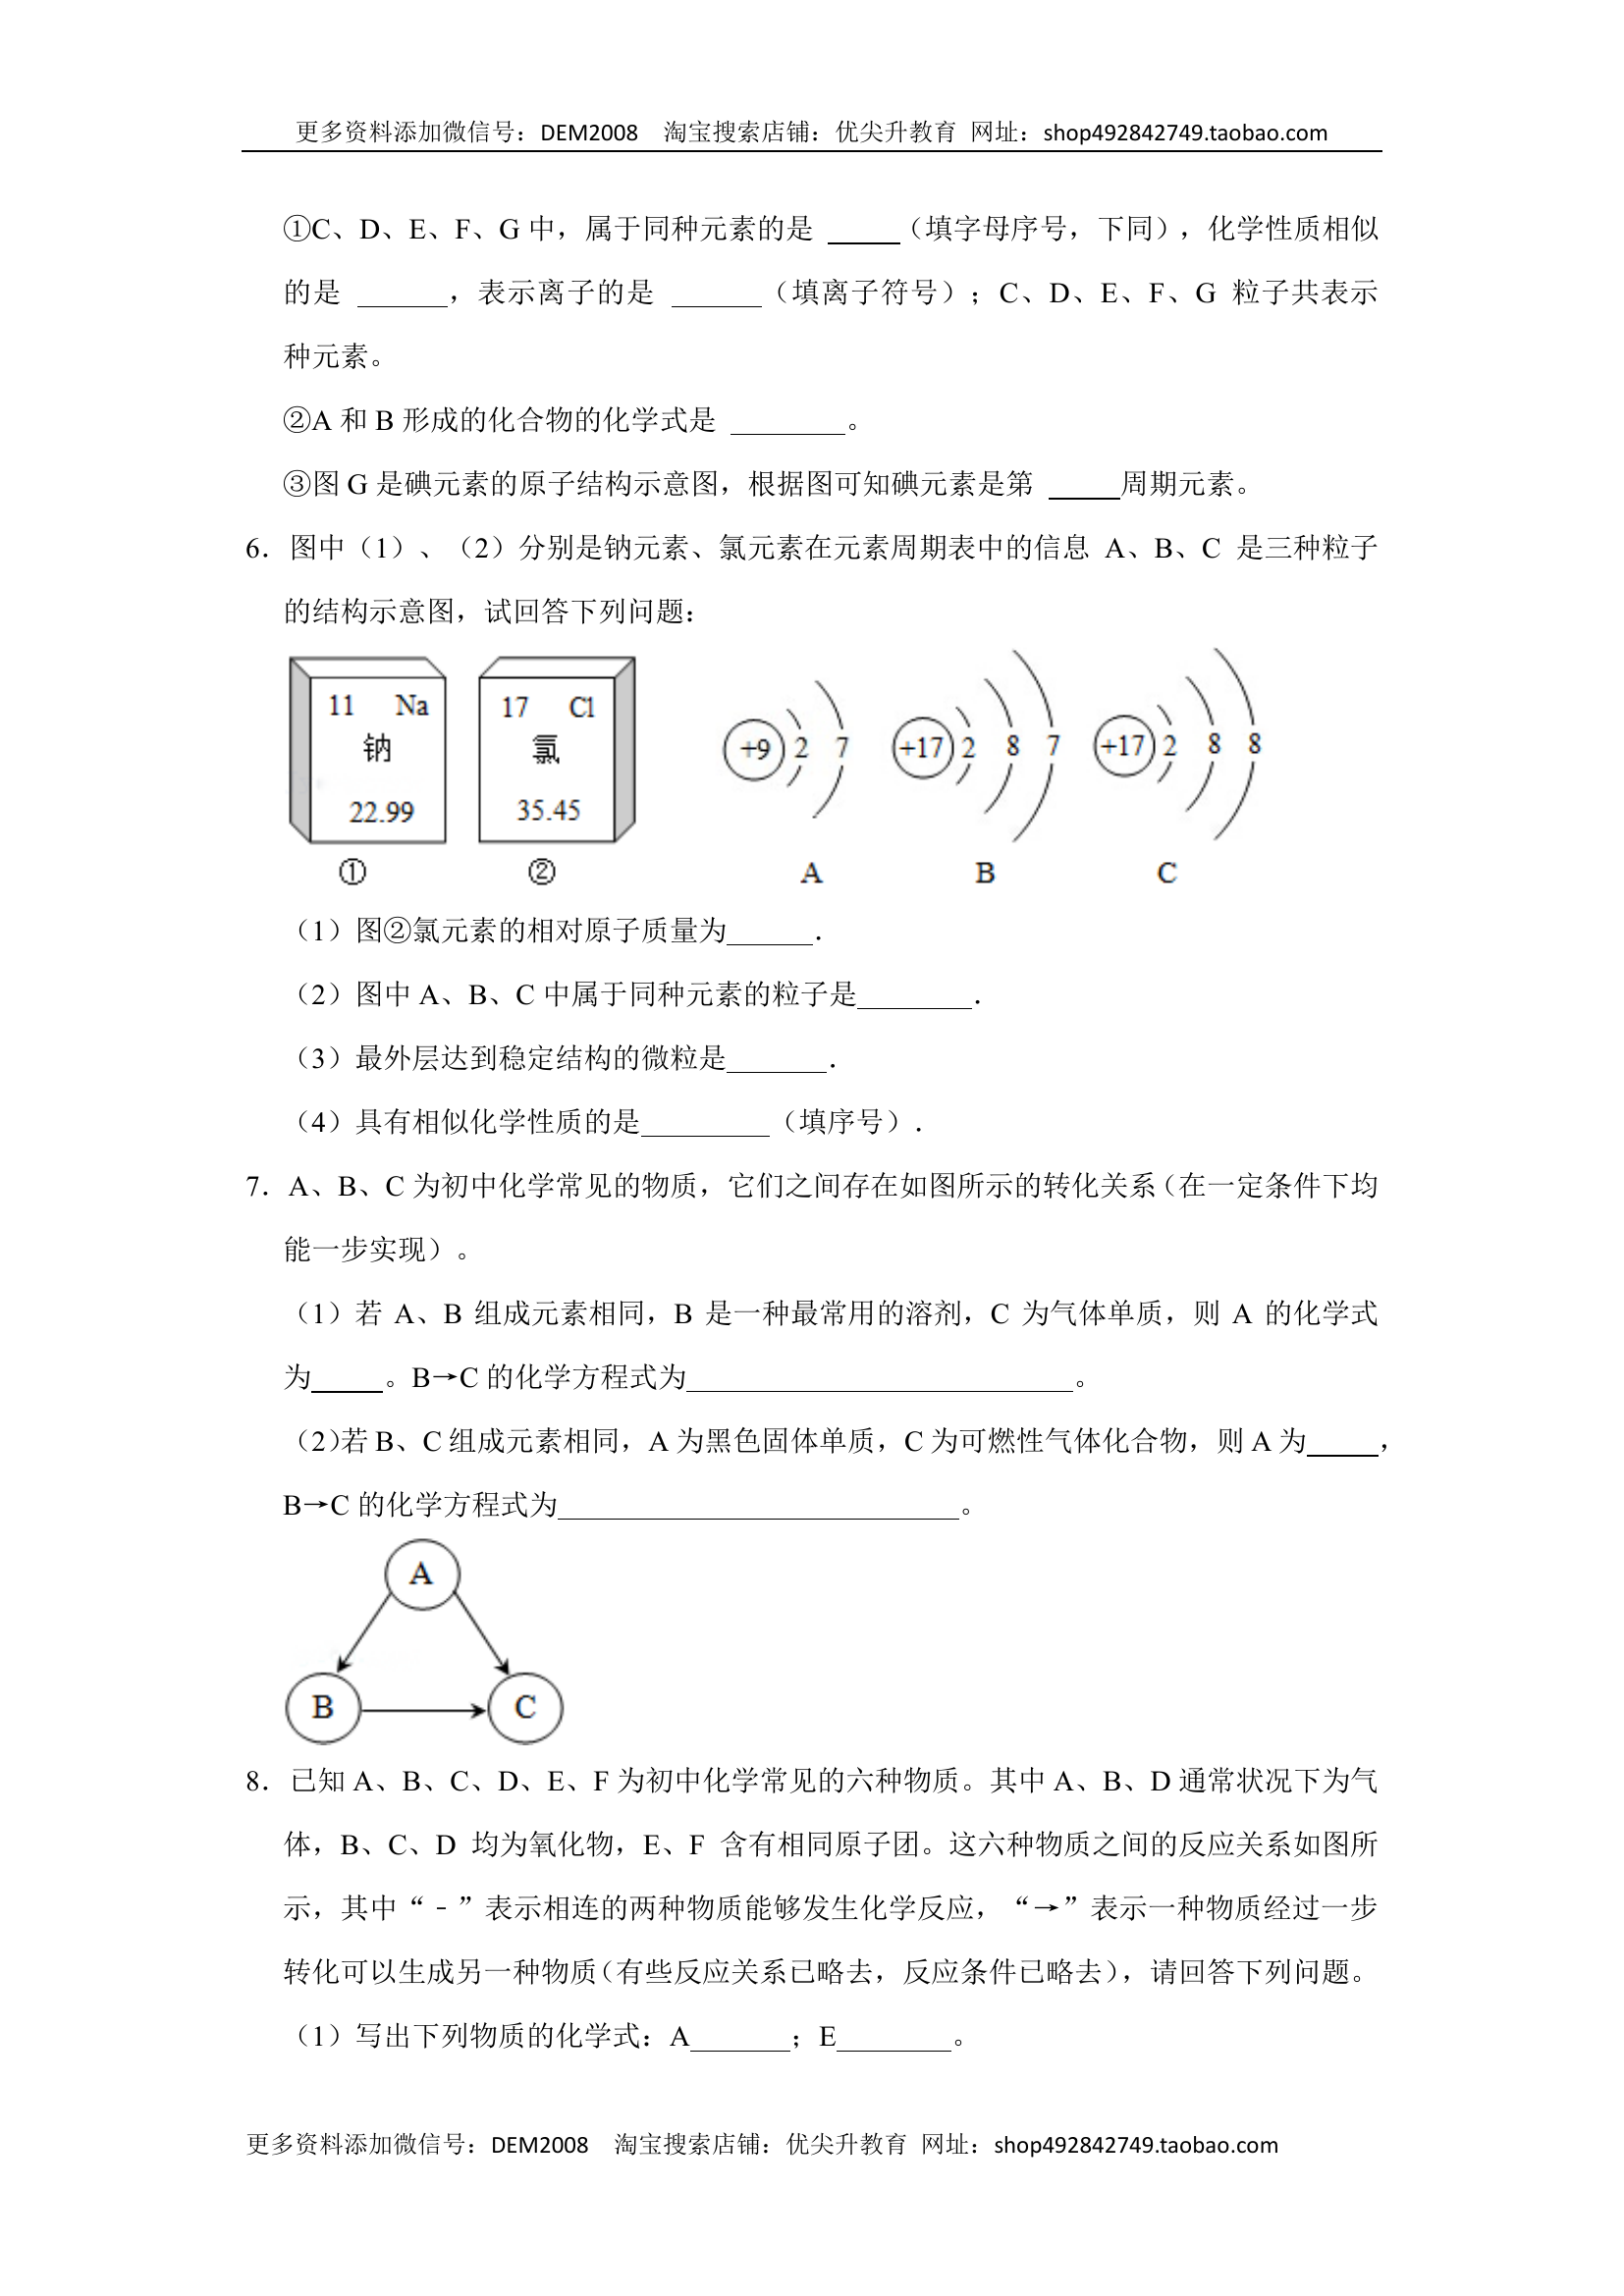 更多资料添加微信号：DEM2008 淘宝搜索店铺：优尖升教育 网址：shop492842749.taobao.com
①C、D、E、F、G 中，属于同种元素的是 _____（填字母序号，下同），化学性质相似
的是 ______，表示离子的是 ______（填离子符号）；C、D、E、F、G 粒子共表示
种元素。
②A 和 B 形成的化合物的化学式是 ________。
③图 G 是碘元素的原子结构示意图，根据图可知碘元素是第 _____周期元素。
6．图中（1）、（2）分别是钠元素、氯元素在元素周期表中的信息 A、B、C 是三种粒子
的结构示意图，试回答下列问题：
11 Na 17 Cl
钠 氯
+9 2 7 +17 2 8 7 +17 2 8 8
22.99 35.45
① ② A B C
（1）图②氯元素的相对原子质量为______．
（2）图中 A、B、C 中属于同种元素的粒子是________．
（3）最外层达到稳定结构的微粒是_______．
（4）具有相似化学性质的是_________（填序号）．
7．A、B、C 为初中化学常见的物质，它们之间存在如图所示的转化关系（在一定条件下均
能一步实现）。
（1）若 A、B 组成元素相同，B 是一种最常用的溶剂，C 为气体单质，则 A 的化学式
为_____。B→C 的化学方程式为___________________________。
（2）若 B、C 组成元素相同，A 为黑色固体单质，C 为可燃性气体化合物，则 A 为_____，
B→C 的化学方程式为____________________________。
A
B C
8．已知 A、B、C、D、E、F 为初中化学常见的六种物质。其中 A、B、D 通常状况下为气
体，B、C、D 均为氧化物，E、F 含有相同原子团。这六种物质之间的反应关系如图所
示，其中“﹣”表示相连的两种物质能够发生化学反应，“→”表示一种物质经过一步
转化可以生成另一种物质（有些反应关系已略去，反应条件已略去），请回答下列问题。
（1）写出下列物质的化学式：A_______；E________。
更多资料添加微信号：DEM2008 淘宝搜索店铺：优尖升教育 网址：shop492842749.taobao.com